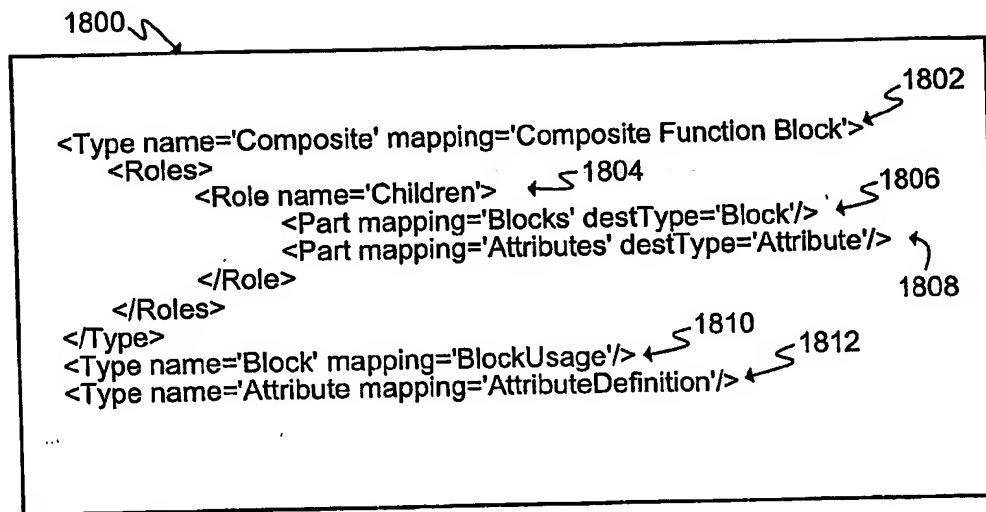 1800
1802
<Type name='Composite' mapping='Composite Function Block'>
<Roles>
<Role name='Children'> 1804
1806
<Part mapping='Blocks' destType='Block'/>
<Part mapping='Attributes' destType='Attribute'/>
</Role> 1808
</Roles>
</Type>
<Type name='Block' mapping='BlockUsage'/> 1810
<Type name='Attribute mapping='AttributeDefinition'/> 1812
...